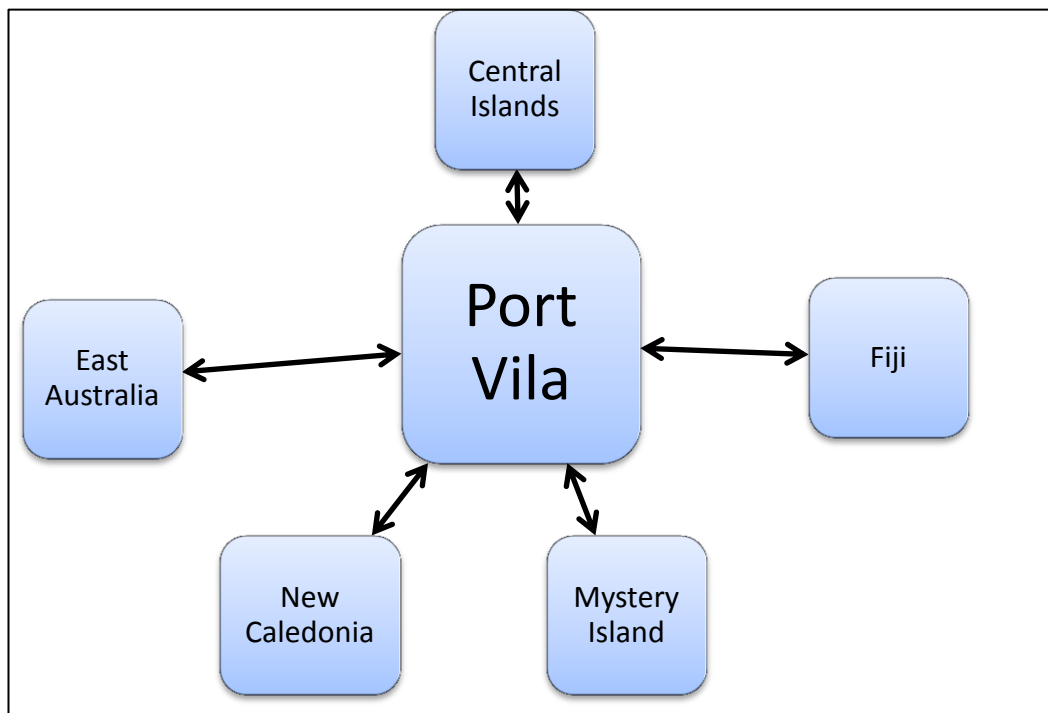 Central
Islands
Port
Vila
East
Australia
Fiji
New
Caledonia
Mystery
Island